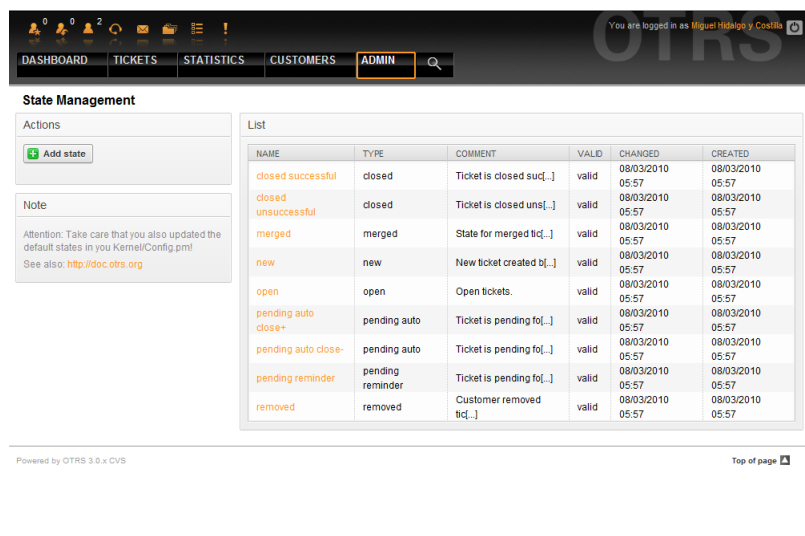 0 0 2
You are logged in as Miguel Hidalgo y Costilla
OTRS
DASHBOARD TICKETS STATISTICS CUSTOMERS ADMIN
State Management
Actions
Add state
Note
Attention: Take care that you also updated the
default states in you Kernel/Config.pm!
See also: http://doc.otrs.org
List
NAME TYPE COMMENT VALID CHANGED CREATED
closed successful closed Ticket is closed suc[...] valid 08/03/2010 08/03/2010
05:57 05:57
closed
unsuccessful closed Ticket is closed uns[...] valid 08/03/2010 08/03/2010
05:57 05:57
merged merged State for merged tic[...] valid 08/03/2010 08/03/2010
05:57 05:57
new new New ticket created b[...] valid 08/03/2010 08/03/2010
05:57 05:57
open open Open tickets. valid 08/03/2010 08/03/2010
05:57 05:57
pending auto
close+ pending auto Ticket is pending fo[...] valid 08/03/2010 08/03/2010
05:57 05:57
pending auto close- pending auto Ticket is pending fo[...] valid 08/03/2010 08/03/2010
05:57 05:57
pending reminder pending
reminder Ticket is pending fo[...] valid 08/03/2010 08/03/2010
05:57 05:57
removed removed Customer removed
tic[...] valid 08/03/2010 08/03/2010
05:57 05:57
Powered by OTRS 3.0.x CVS
Top of page